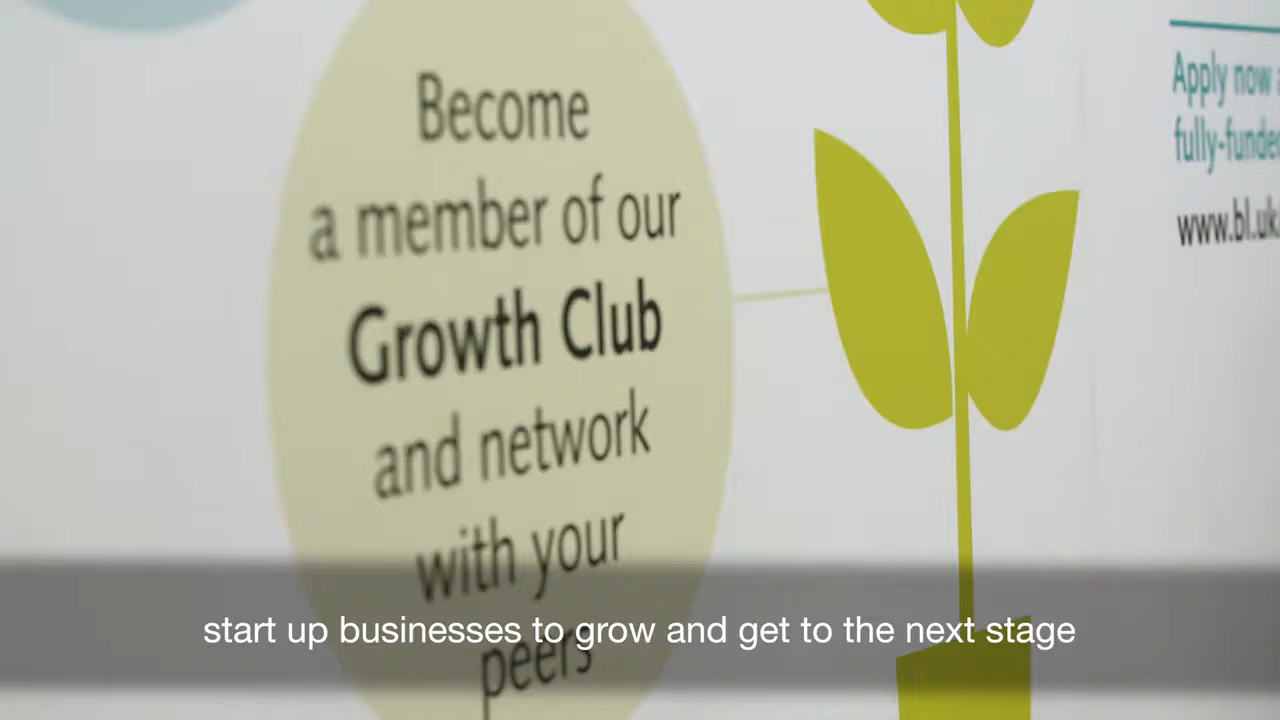 Become
a member of our
Growth Club
and network
with your
peers
Apply now
fully-funde
www.bl.uk
start up businesses to grow and get to the next stage